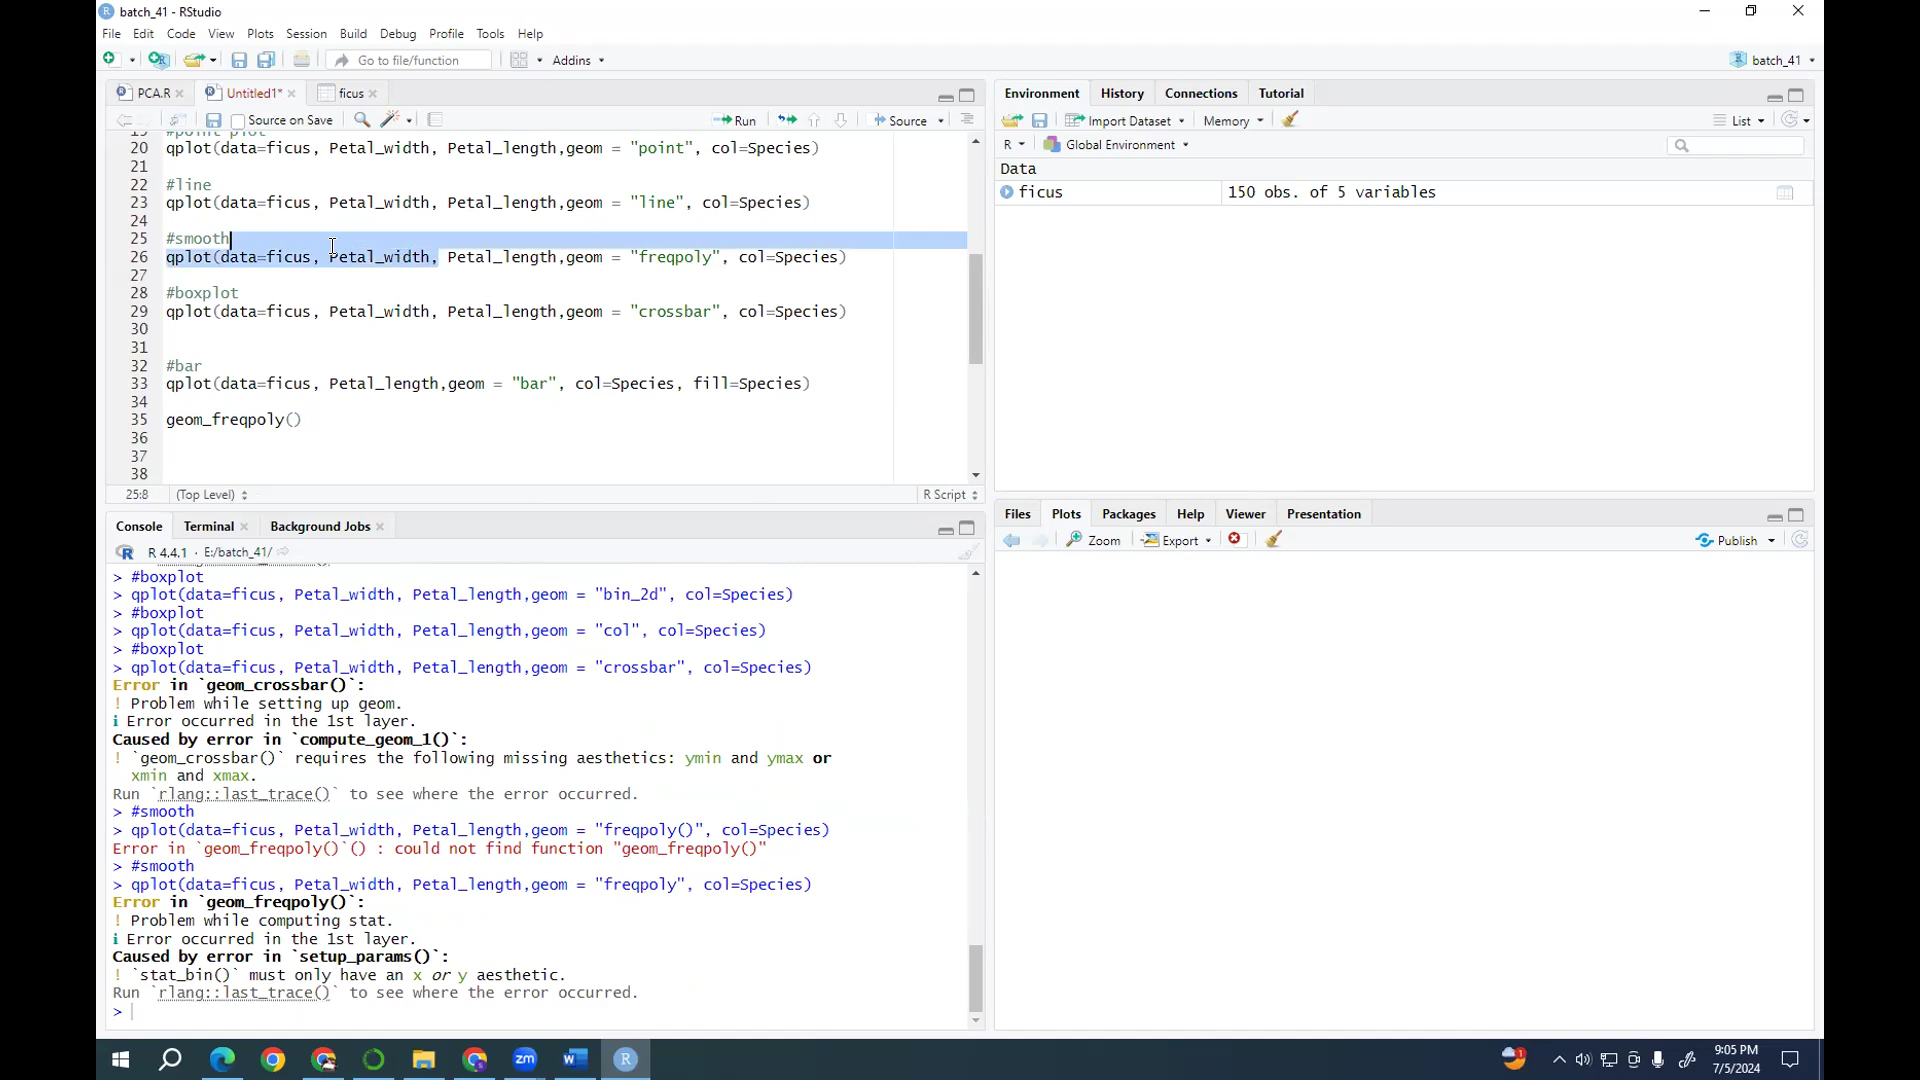 batch_41 - RStudio
File Edit Code View Plots Session Build Debug Profile Tools Help
Go to file/function
Addins
batch_41
PCA.R
Untitled1*
ficus
Source on Save
Run
Source
19 #point plot
20 qplot(data=ficus, Petal_width, Petal_length,geom = "point", col=Species)
21
22 #line
23 qplot(data=ficus, Petal_width, Petal_length,geom = "line", col=Species)
24
25 #smooth
26 qplot(data=ficus, Petal_width, Petal_length,geom = "freqpoly", col=Species)
27
28 #boxplot
29 qplot(data=ficus, Petal_width, Petal_length,geom = "crossbar", col=Species)
30
31
32 #bar
33 qplot(data=ficus, Petal_length,geom = "bar", col=Species, fill=Species)
34
35 geom_freqpoly()
36
37
38
25:8 (Top Level) R Script
Console Terminal Background Jobs
R 4.4.1 · E:/batch_41/
> #boxplot
> qplot(data=ficus, Petal_width, Petal_length,geom = "bin_2d", col=Species)
> #boxplot
> qplot(data=ficus, Petal_width, Petal_length,geom = "col", col=Species)
> #boxplot
> qplot(data=ficus, Petal_width, Petal_length,geom = "crossbar", col=Species)
Error in `geom_crossbar()`:
! Problem while setting up geom.
i Error occurred in the 1st layer.
Caused by error in `compute_geom_1()`:
! `geom_crossbar()` requires the following missing aesthetics: ymin and ymax or
xmin and xmax.
Run `rlang::last_trace()` to see where the error occurred.
> #smooth
> qplot(data=ficus, Petal_width, Petal_length,geom = "freqpoly()", col=Species)
Error in `geom_freqpoly()`() : could not find function "geom_freqpoly()"
> #smooth
> qplot(data=ficus, Petal_width, Petal_length,geom = "freqpoly", col=Species)
Error in `geom_freqpoly()`:
! Problem while computing stat.
i Error occurred in the 1st layer.
Caused by error in `setup_params()`:
! `stat_bin()` must only have an x or y aesthetic.
Run `rlang::last_trace()` to see where the error occurred.
>
Environment History Connections Tutorial
Import Dataset
Memory
List
R
Global Environment
Data
ficus 150 obs. of 5 variables
Files Plots Packages Help Viewer Presentation
Zoom
Export
Publish
zm
9:05 PM
7/5/2024